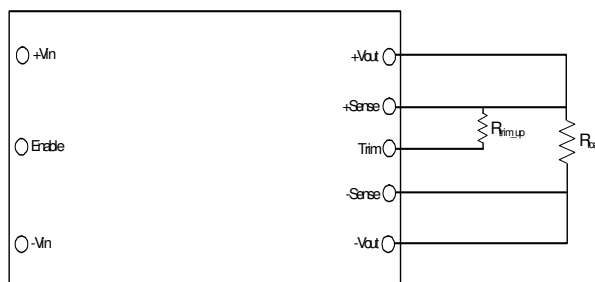 +Vin
+Vout
+Sense
Rtrim_up
Enable
Trim
-Sense
-Vin
-Vout